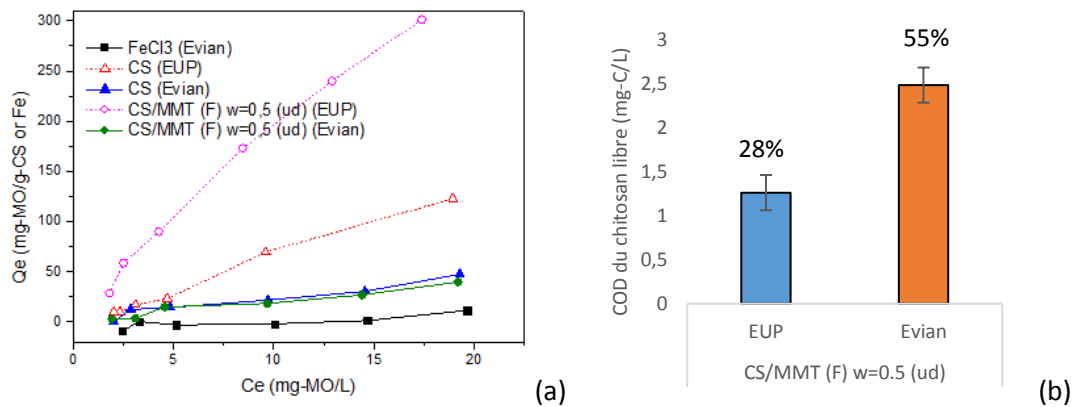 300
250
200
150
100
50
0
Qe (mg-MO/g-CS or Fe)
FeCl3 (Evian)
CS (EUP)
CS (Evian)
CS/MMT (F) w=0,5 (ud) (EUP)
CS/MMT (F) w=0,5 (ud) (Evian)
0 5 10 15 20
Ce (mg-MO/L)
(a)
3
2,5
2
1,5
1
0,5
0
COD du chitosan libre (mg-C/L)
28%
55%
EUP Evian
CS/MMT (F) w=0.5 (ud)
(b)